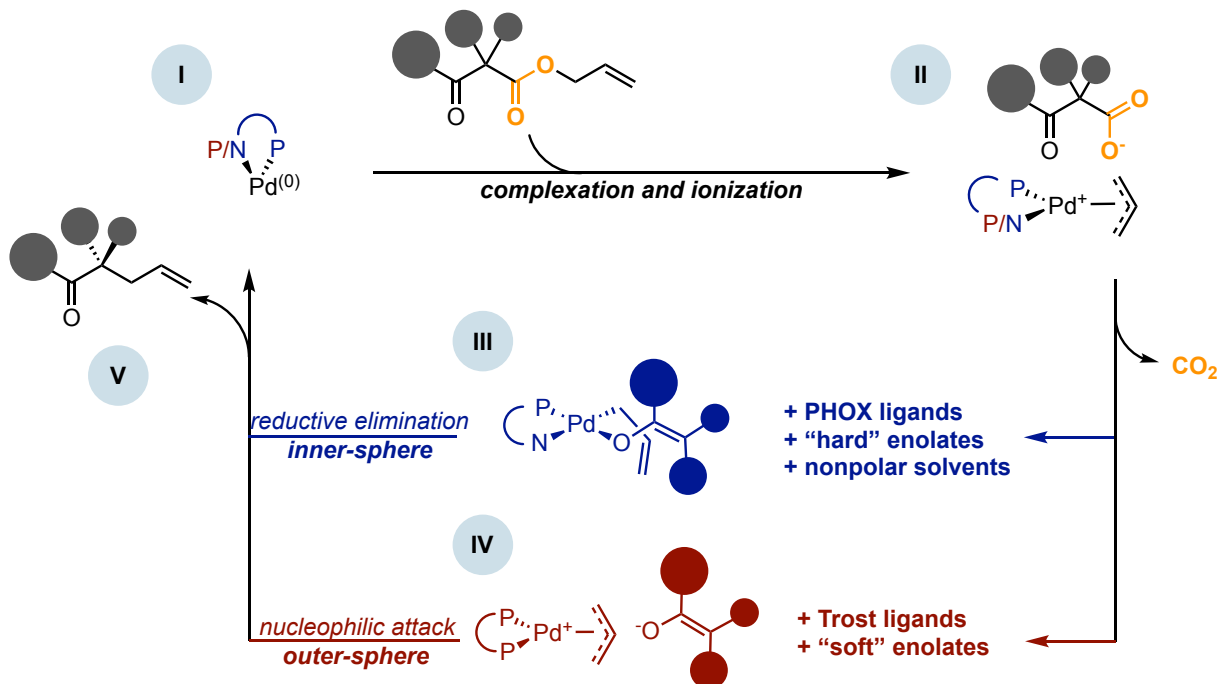 I
O
O
O
II
O
O
O-
P/N
P
Pd(0)
complexation and ionization
P
Pd+
P/N
O
V
III
CO2
reductive elimination
inner-sphere
P
Pd
N
O
+ PHOX ligands
+ “hard” enolates
+ nonpolar solvents
IV
nucleophilic attack
outer-sphere
P
Pd+
P
-O
+ Trost ligands
+ “soft” enolates